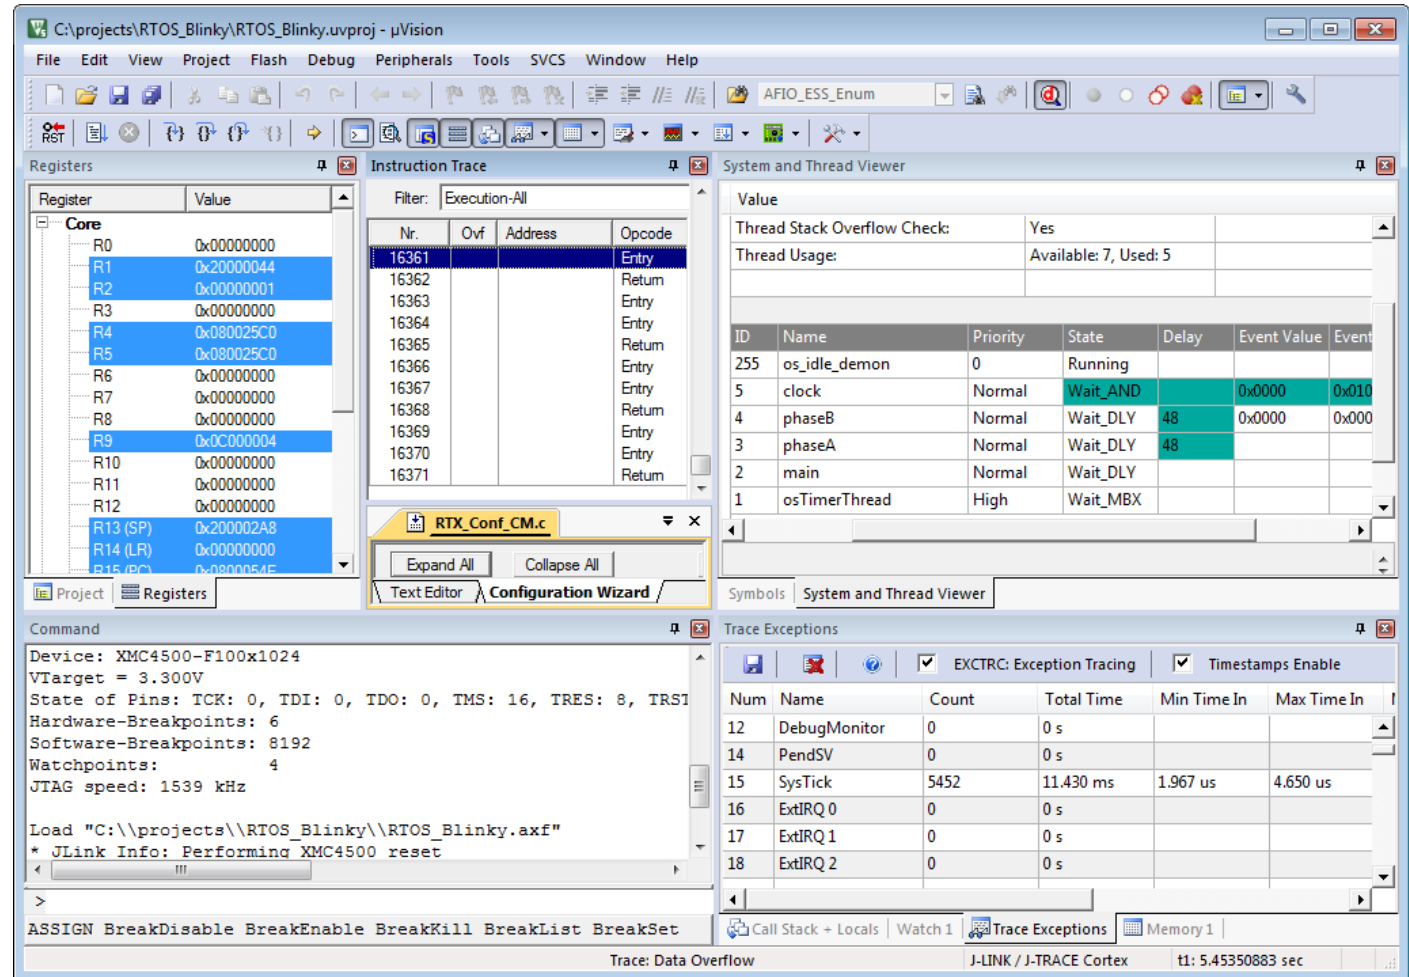 C:\projects\RTOS_Blinky\RTOS_Blinky.uvproj - µVision
File Edit View Project Flash Debug Peripherals Tools SVCS Window Help
AFIO_ESS_Enum
RST
Registers
Register Value
Core
R0 0x00000000
R1 0x20000044
R2 0x00000001
R3 0x00000000
R4 0x080025C0
R5 0x080025C0
R6 0x00000000
R7 0x00000000
R8 0x00000000
R9 0x0C000004
R10 0x00000000
R11 0x00000000
R12 0x00000000
R13 (SP) 0x200002A8
R14 (LR) 0x00000000
R15 (PC) 0x0800054E
Project Registers
Instruction Trace
Filter: Execution-All
Nr. Ovf Address Opcode
16361 Entry
16362 Return
16363 Entry
16364 Entry
16365 Return
16366 Entry
16367 Entry
16368 Return
16369 Entry
16370 Entry
16371 Return
RTX_Conf_CM.c
Expand All Collapse All
Text Editor Configuration Wizard
System and Thread Viewer
Value
Thread Stack Overflow Check: Yes
Thread Usage: Available: 7, Used: 5
ID Name Priority State Delay Event Value Event
255 os_idle_demon 0 Running
5 clock Normal Wait_AND 0x0000 0x010
4 phaseB Normal Wait_DLY 48 0x0000 0x000
3 phaseA Normal Wait_DLY 48
2 main Normal Wait_DLY
1 osTimerThread High Wait_MBX
Symbols System and Thread Viewer
Command
Device: XMC4500-F100x1024
VTarget = 3.300V
State of Pins: TCK: 0, TDI: 0, TDO: 0, TMS: 16, TRES: 8, TRST
Hardware-Breakpoints: 6
Software-Breakpoints: 8192
Watchpoints: 4
JTAG speed: 1539 kHz
Load "C:\\projects\\RTOS_Blinky\\RTOS_Blinky.axf"
* JLink Info: Performing XMC4500 reset
>
ASSIGN BreakDisable BreakEnable BreakKill BreakList BreakSet
Trace Exceptions
EXCTRC: Exception Tracing Timestamps Enable
Num Name Count Total Time Min Time In Max Time In
12 DebugMonitor 0 0 s
14 PendSV 0 0 s
15 SysTick 5452 11.430 ms 1.967 us 4.650 us
16 ExtIRQ 0 0 0 s
17 ExtIRQ 1 0 0 s
18 ExtIRQ 2 0 0 s
Call Stack + Locals Watch 1 Trace Exceptions Memory 1
Trace: Data Overflow J-LINK / J-TRACE Cortex t1: 5.45350883 sec